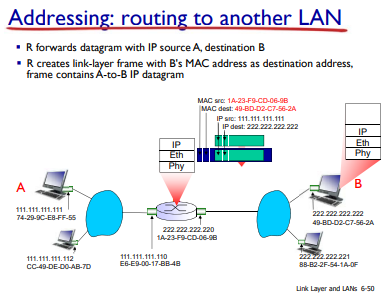 Addressing: routing to another LAN
▪ R forwards datagram with IP source A, destination B
▪ R creates link-layer frame with B's MAC address as destination address,
frame contains A-to-B IP datagram
MAC src: 1A-23-F9-CD-06-9B
MAC dest: 49-BD-D2-C7-56-2A
IP src: 111.111.111.111
IP dest: 222.222.222.222
IP
Eth
Phy
IP
Eth
Phy
A
B
111.111.111.111
74-29-9C-E8-FF-55
222.222.222.222
49-BD-D2-C7-56-2A
222.222.222.220
1A-23-F9-CD-06-9B
111.111.111.110
E6-E9-00-17-BB-4B
111.111.111.112
CC-49-DE-D0-AB-7D
222.222.222.221
88-B2-2F-54-1A-0F
Link Layer and LANs 6-50